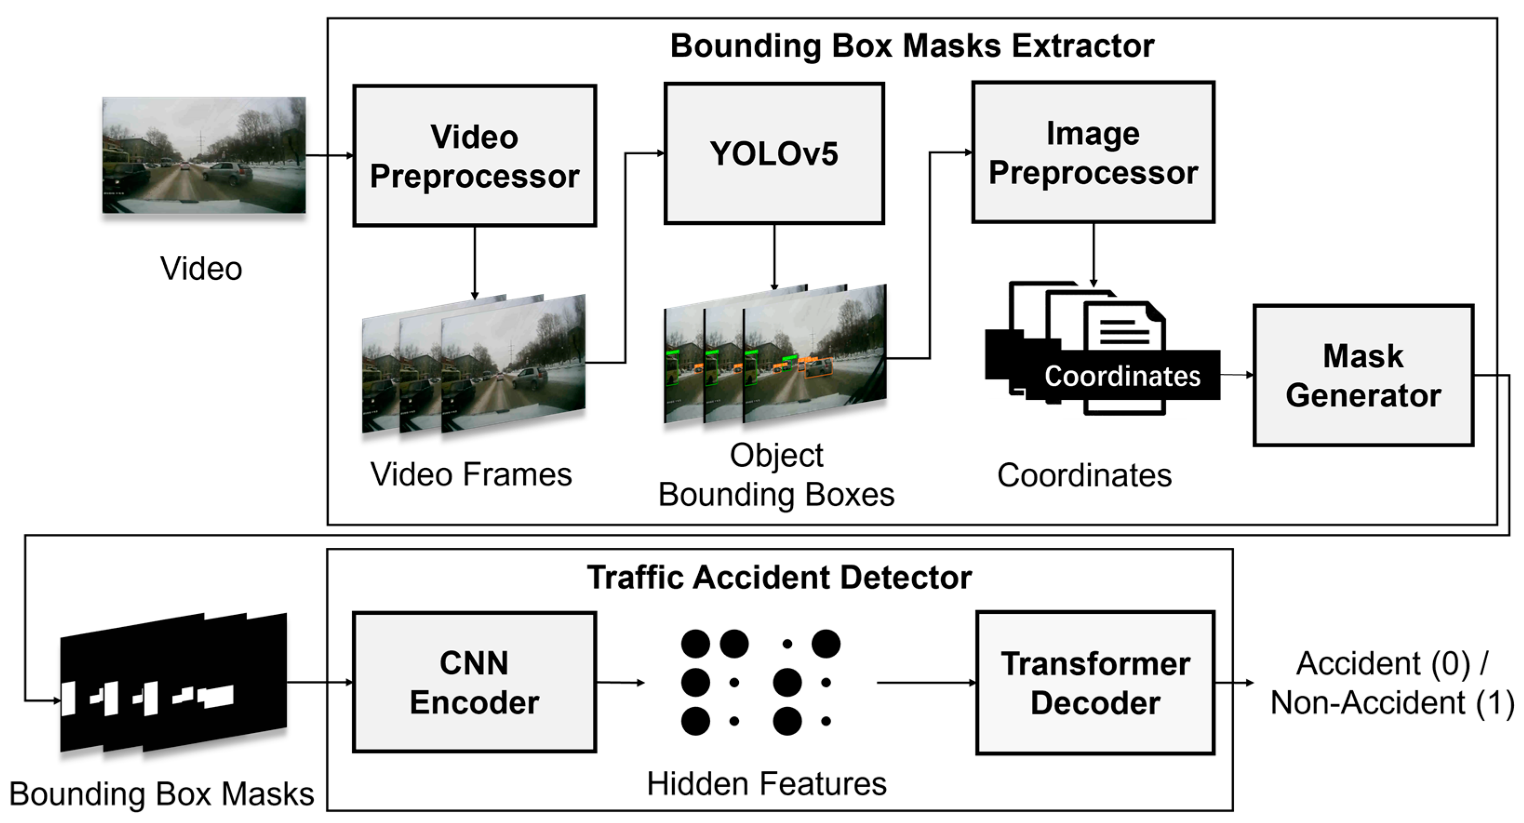 Bounding Box Masks Extractor
Video
Preprocessor
YOLOv5
Image
Preprocessor
Video
Coordinates
Mask
Generator
Video Frames
Object
Bounding Boxes
Coordinates
Traffic Accident Detector
CNN
Encoder
Transformer
Decoder
Accident (0) /
Non-Accident (1)
Hidden Features
Bounding Box Masks